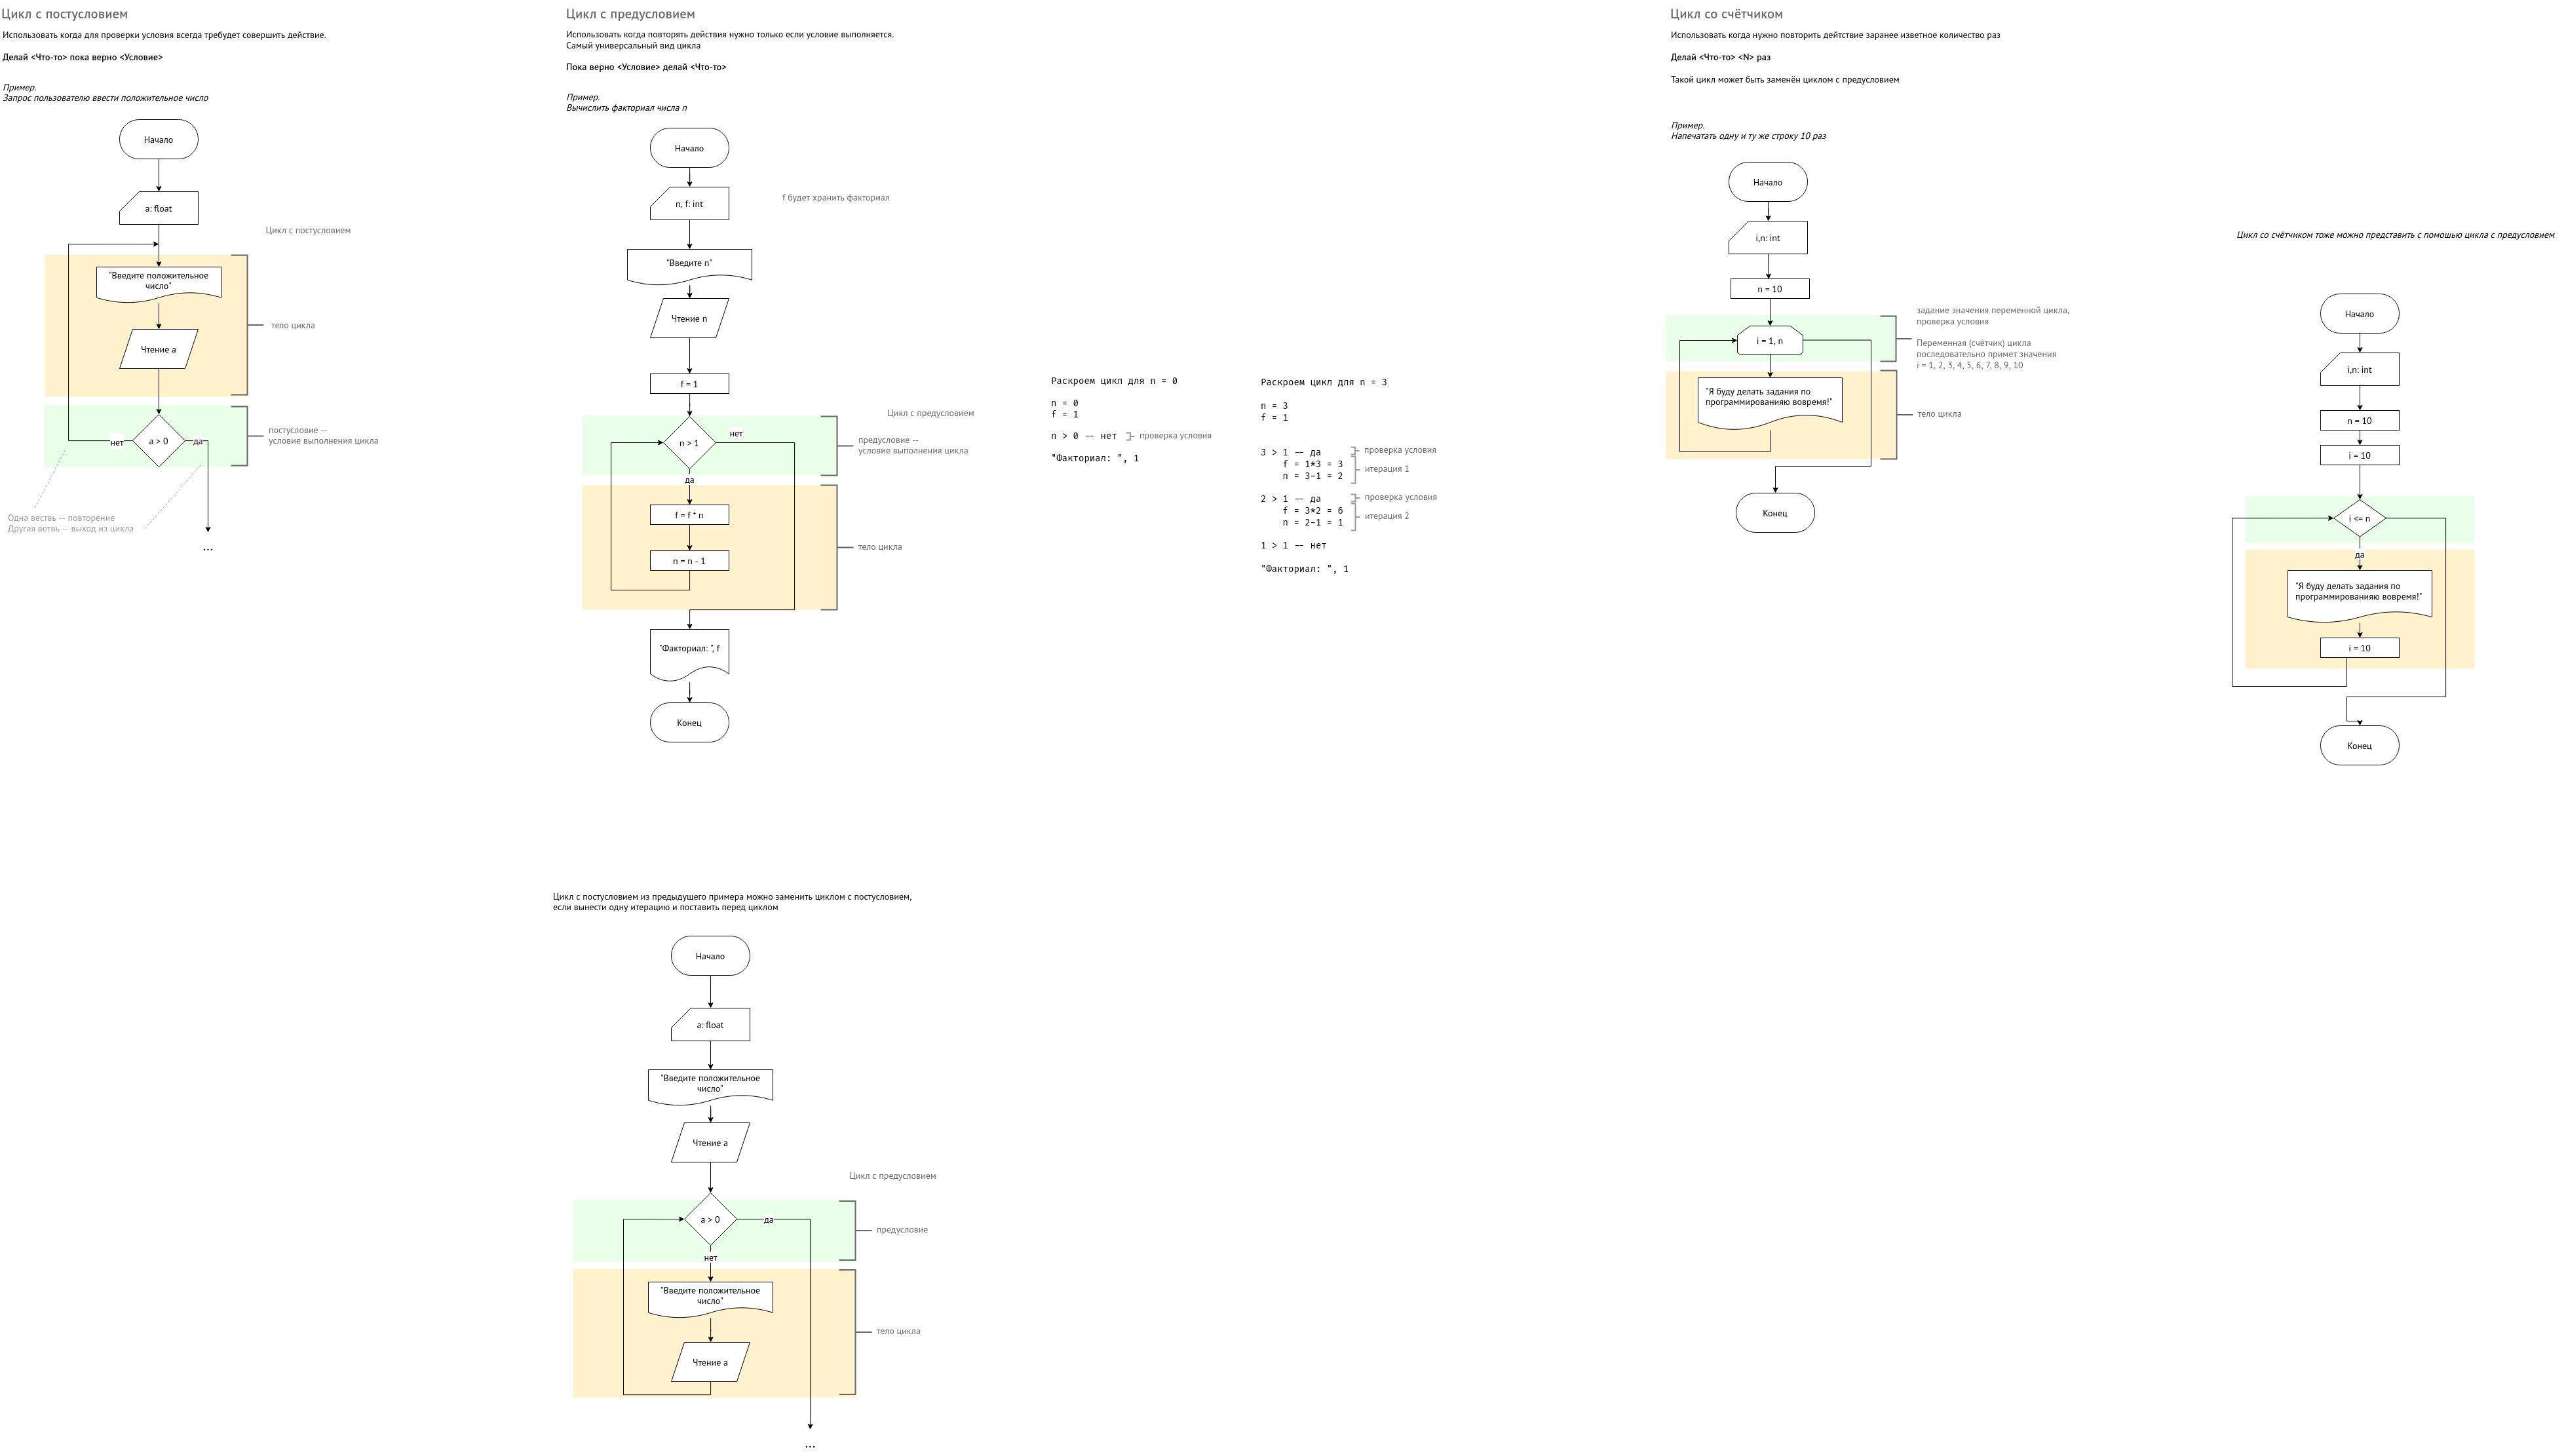 Цикл с постусловием
Использовать когда для проверки условия всегда требудет совершить действие.
Делай <Что-то> пока верно <Условие>
Пример.
Запрос пользователю ввести положительное число
Начало
a: float
Цикл с постусловием
"Введите положительное
число"
тело цикла
Чтение a
постусловие --
условие выполнения цикла
нет
a > 0
да
Одна вествь -- повторение
Другая ветвь -- выход из цикла
...
Цикл с предусловием
Использовать когда повторять действия нужно только если условие выполняется.
Самый универсальный вид цикла
Пока верно <Условие> делай <Что-то>
Пример.
Вычислить факториал числа n
Начало
n, f: int
f будет хранить факториал
"Введите n"
Чтение n
f = 1
Цикл с предусловием
n > 1
нет
предусловие --
условие выполнения цикла
да
f = f * n
тело цикла
n = n - 1
"Факториал: ", f
Конец
Раскроем цикл для n = 0
n = 0
f = 1
n > 0 -- нет
проверка условия
"Факториал: ", 1
Раскроем цикл для n = 3
n = 3
f = 1
3 > 1 -- да
проверка условия
f = 1*3 = 3
n = 3-1 = 2
итерация 1
2 > 1 -- да
проверка условия
f = 3*2 = 6
n = 2-1 = 1
итерация 2
1 > 1 -- нет
"Факториал: ", 1
Цикл со счётчиком
Использовать когда нужно повторить дейтствие заранее изветное количество раз
Делай <Что-то> <N> раз
Такой цикл может быть заменён циклом с предусловием
Пример.
Напечатать одну и ту же строку 10 раз
Начало
i,n: int
n = 10
i = 1, n
задание значения переменной цикла,
проверка условия
Переменная (счётчик) цикла
последовательно примет значения
i = 1, 2, 3, 4, 5, 6, 7, 8, 9, 10
"Я буду делать задания по
программированияю вовремя!"
тело цикла
Конец
Цикл со счётчиком тоже можно представить с помошью цикла с предусловием
Начало
i,n: int
n = 10
i = 10
i <= n
да
"Я буду делать задания по
программированияю вовремя!"
i = 10
Конец
Цикл с постусловием из предыдущего примера можно заменить циклом с постусловием,
если вынести одну итерацию и поставить перед циклом
Начало
a: float
"Введите положительное
число"
Чтение a
Цикл с предусловием
a > 0
да
предусловие
нет
"Введите положительное
число"
тело цикла
Чтение a
...